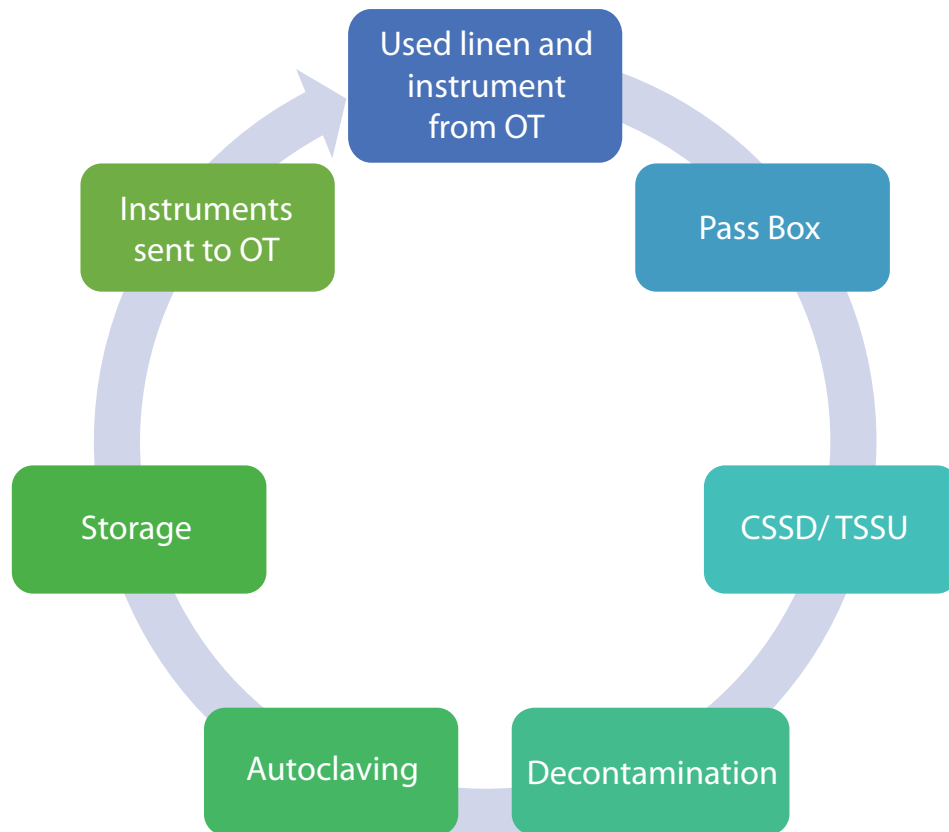 Used linen and
instrument
from OT
Pass Box
CSSD/ TSSU
Decontamination
Autoclaving
Storage
Instruments
sent to OT